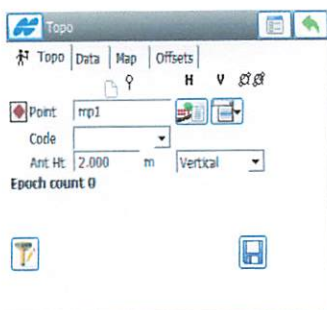 Topo
Topo Data Map Offsets
H V
Point mp1
Code
Ant Ht 2.000 m Vertical
Epoch count 0